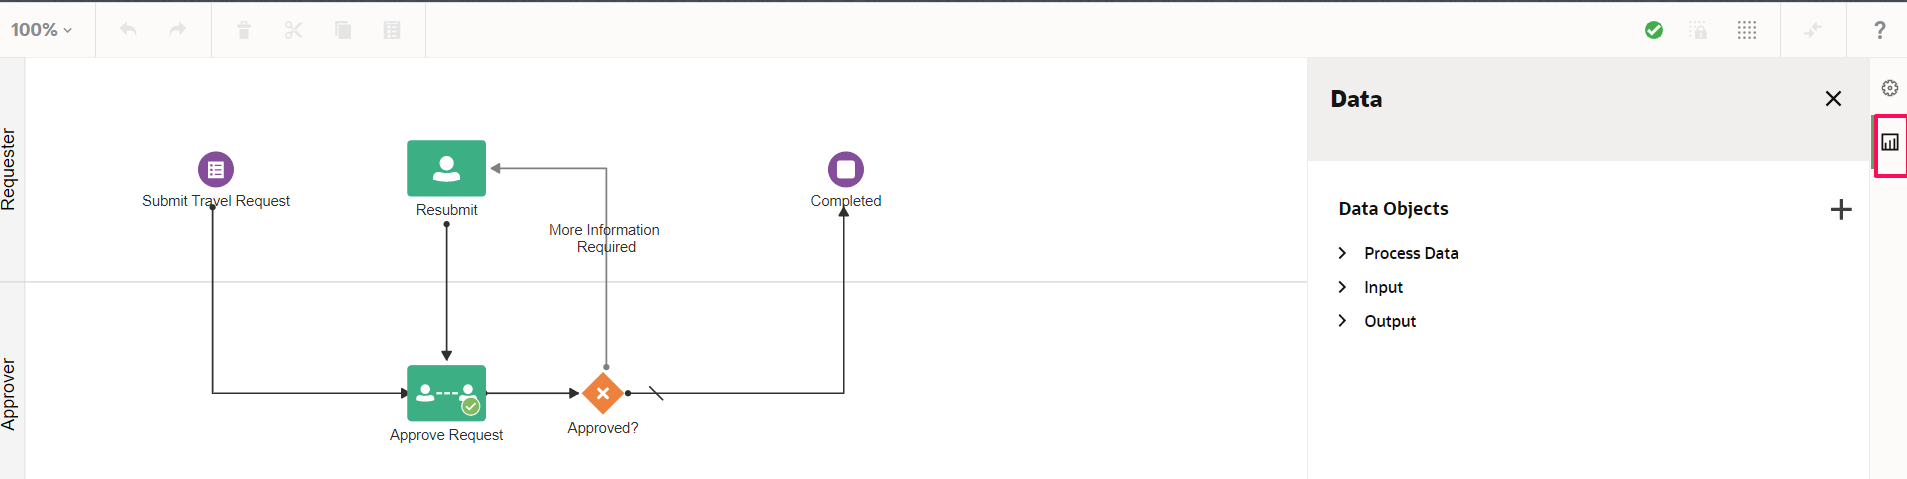 100%
?
Requester
Submit Travel Request
Resubmit
More Information
Required
Completed
Approver
Approve Request
Approved?
Data
Data Objects
Process Data
Input
Output